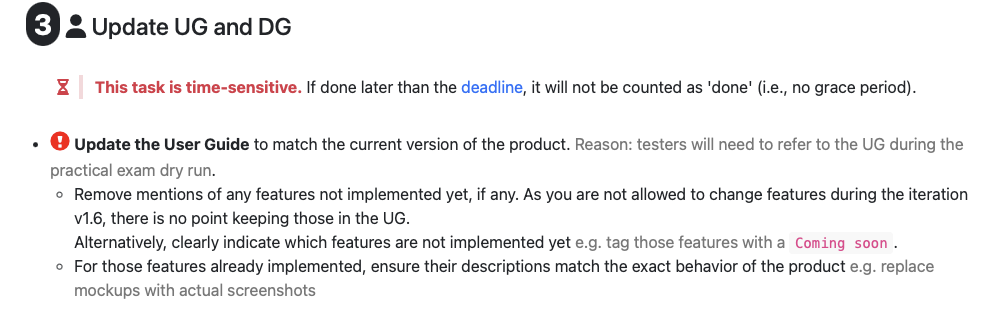 3 Update UG and DG
This task is time-sensitive. If done later than the deadline, it will not be counted as 'done' (i.e., no grace period).
Update the User Guide to match the current version of the product. Reason: testers will need to refer to the UG during the
practical exam dry run.
Remove mentions of any features not implemented yet, if any. As you are not allowed to change features during the iteration
v1.6, there is no point keeping those in the UG.
Alternatively, clearly indicate which features are not implemented yet e.g. tag those features with a Coming soon .
For those features already implemented, ensure their descriptions match the exact behavior of the product e.g. replace
mockups with actual screenshots